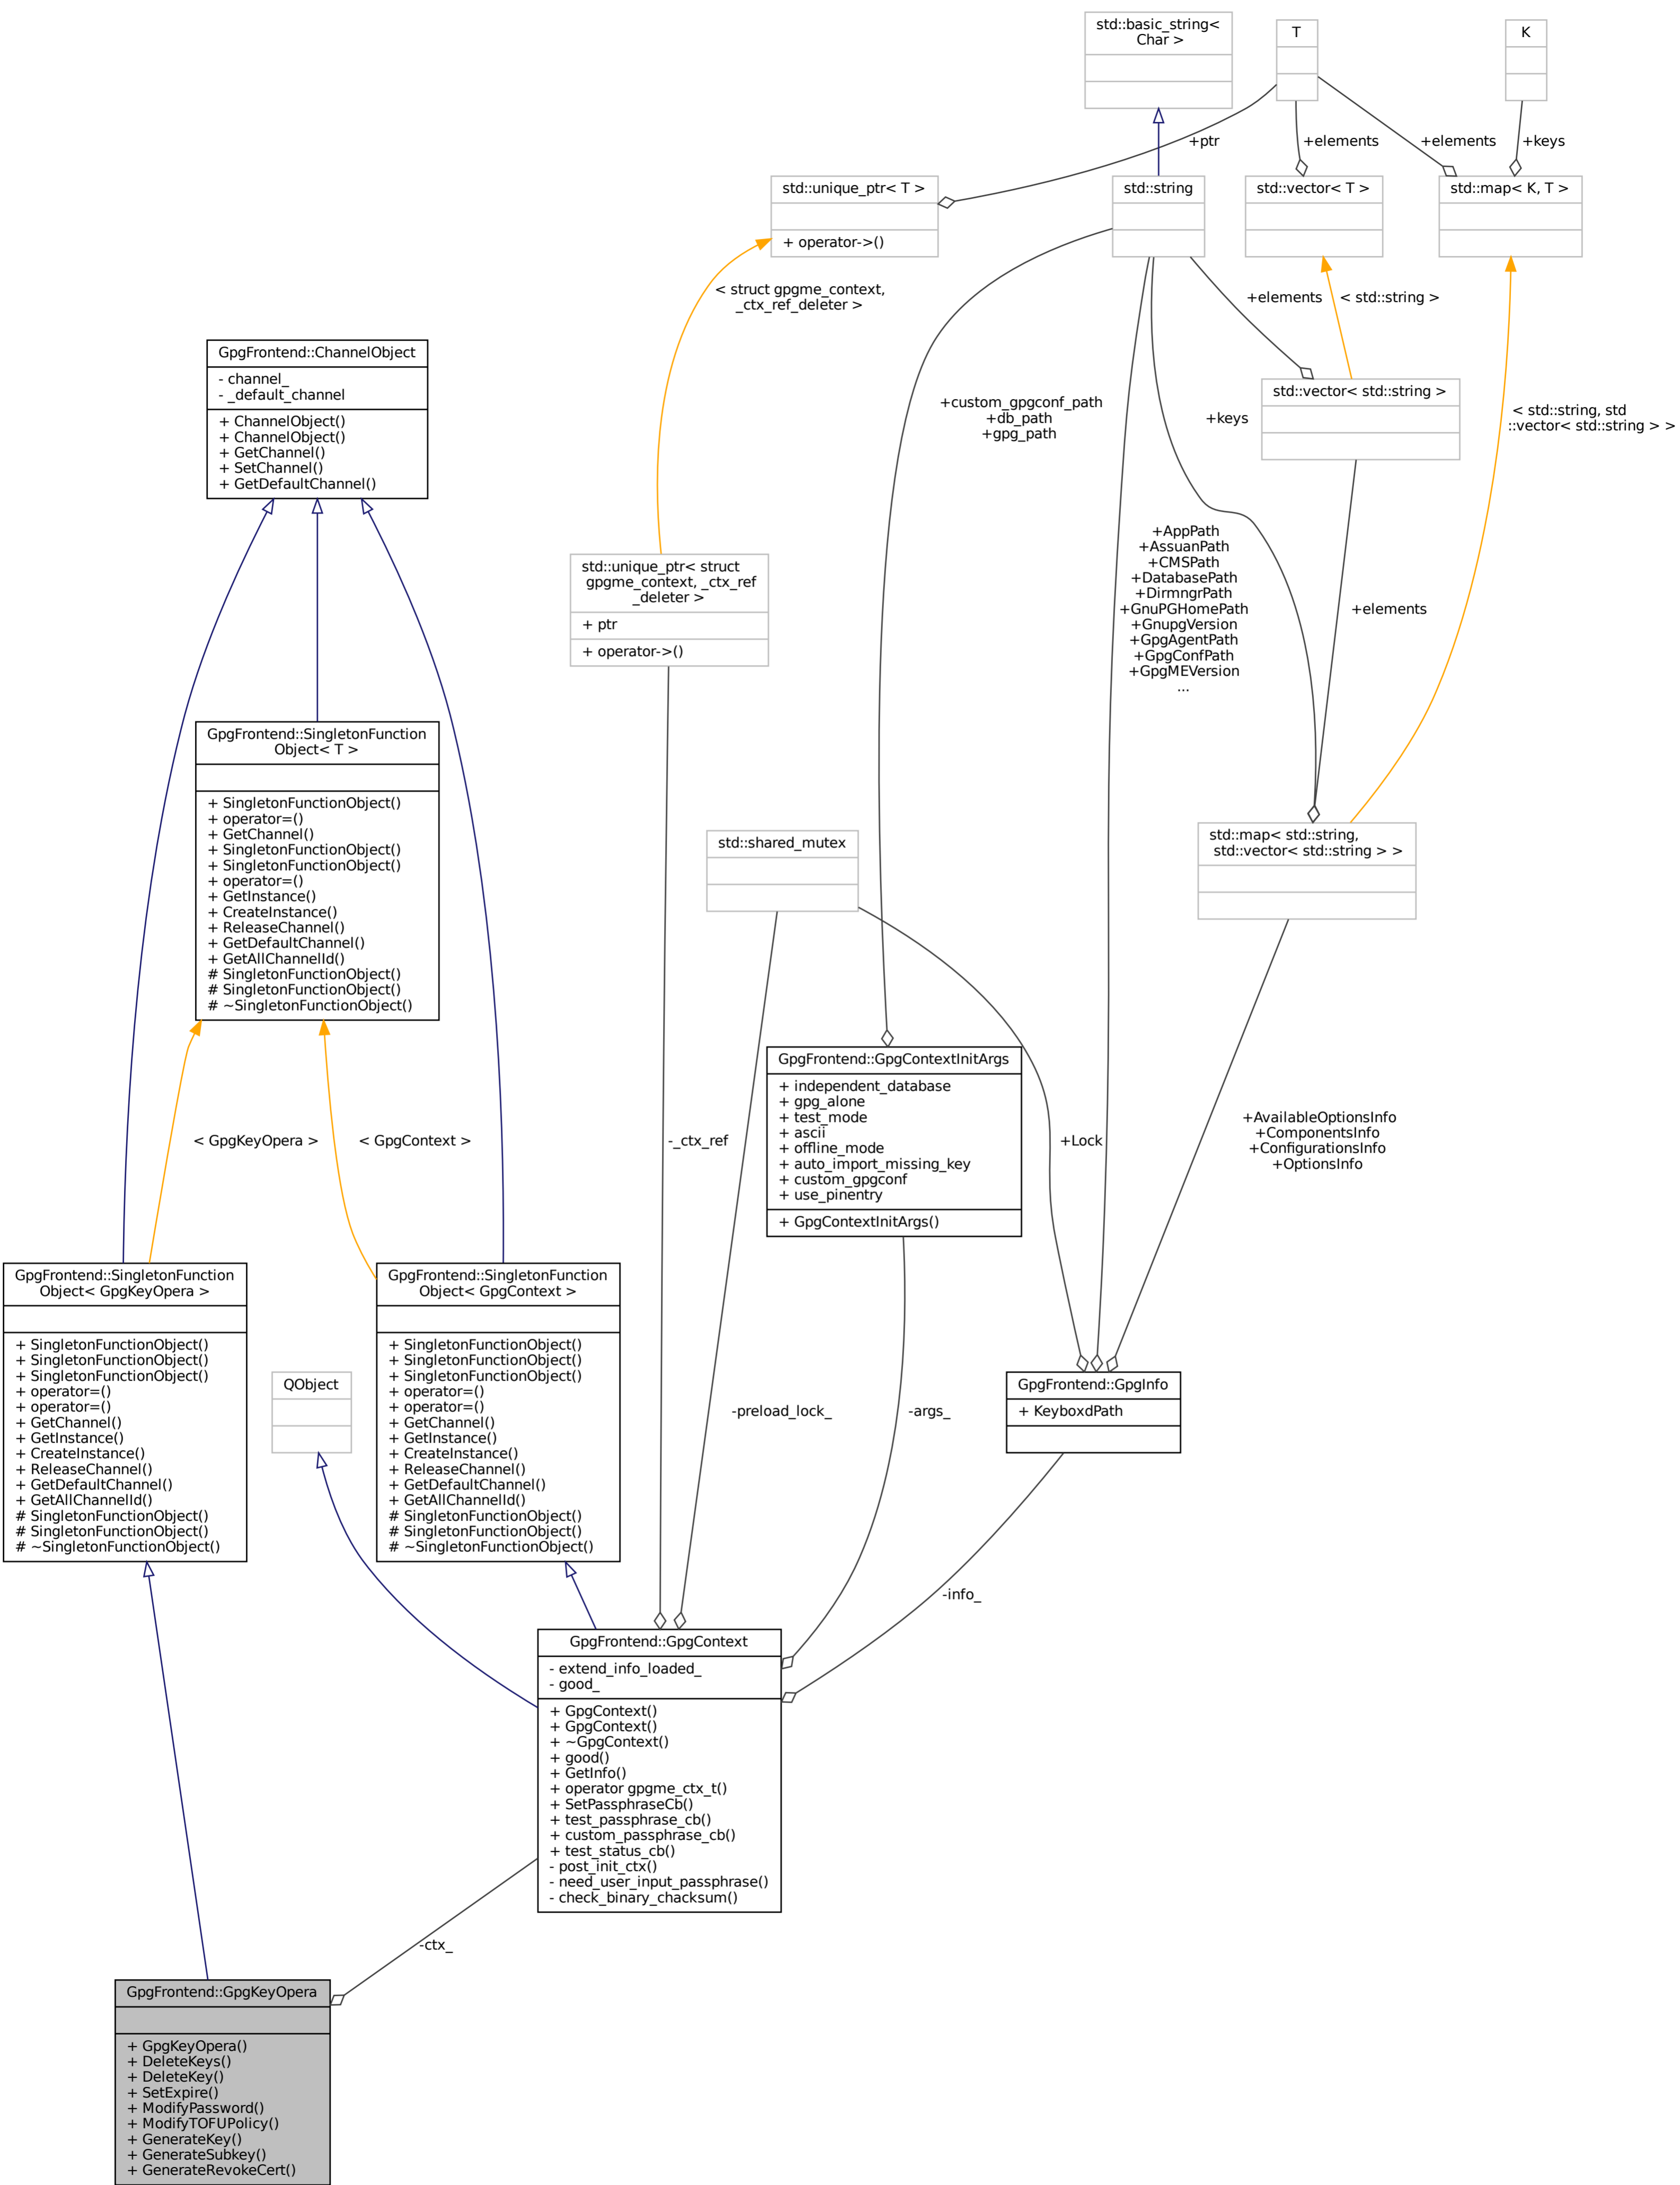 std::basic_string<
Char >
T
K
+ptr
+elements
+elements
+keys
std::unique_ptr< T >
+ operator->()
std::string
std::vector< T >
std::map< K, T >
< struct gpgme_context,
_ctx_ref_deleter >
+elements
< std::string >
GpgFrontend::ChannelObject
- channel_
- _default_channel
+ ChannelObject()
+ ChannelObject()
+ GetChannel()
+ SetChannel()
+ GetDefaultChannel()
+custom_gpgconf_path
+db_path
+gpg_path
+keys
std::vector< std::string >
< std::string, std
::vector< std::string > >
std::unique_ptr< struct
gpgme_context, _ctx_ref
_deleter >
+ ptr
+ operator->()
+AppPath
+AssuanPath
+CMSPath
+DatabasePath
+DirmngrPath
+GnuPGHomePath
+GnupgVersion
+GpgAgentPath
+GpgConfPath
+GpgMEVersion
...
+elements
GpgFrontend::SingletonFunction
Object< T >
+ SingletonFunctionObject()
+ operator=()
+ GetChannel()
+ SingletonFunctionObject()
+ SingletonFunctionObject()
+ operator=()
+ GetInstance()
+ CreateInstance()
+ ReleaseChannel()
+ GetDefaultChannel()
+ GetAllChannelId()
# SingletonFunctionObject()
# SingletonFunctionObject()
# ~SingletonFunctionObject()
std::shared_mutex
std::map< std::string,
std::vector< std::string > >
GpgFrontend::GpgContextInitArgs
+ independent_database
+ gpg_alone
+ test_mode
+ ascii
+ offline_mode
+ auto_import_missing_key
+ custom_gpgconf
+ use_pinentry
+ GpgContextInitArgs()
< GpgKeyOpera >
< GpgContext >
-_ctx_ref
+Lock
+AvailableOptionsInfo
+ComponentsInfo
+ConfigurationsInfo
+OptionsInfo
GpgFrontend::SingletonFunction
Object< GpgKeyOpera >
+ SingletonFunctionObject()
+ SingletonFunctionObject()
+ SingletonFunctionObject()
+ operator=()
+ operator=()
+ GetChannel()
+ GetInstance()
+ CreateInstance()
+ ReleaseChannel()
+ GetDefaultChannel()
+ GetAllChannelId()
# SingletonFunctionObject()
# SingletonFunctionObject()
# ~SingletonFunctionObject()
QObject
GpgFrontend::SingletonFunction
Object< GpgContext >
+ SingletonFunctionObject()
+ SingletonFunctionObject()
+ SingletonFunctionObject()
+ operator=()
+ operator=()
+ GetChannel()
+ GetInstance()
+ CreateInstance()
+ ReleaseChannel()
+ GetDefaultChannel()
+ GetAllChannelId()
# SingletonFunctionObject()
# SingletonFunctionObject()
# ~SingletonFunctionObject()
-preload_lock_
-args_
GpgFrontend::GpgInfo
+ KeyboxdPath
-info_
GpgFrontend::GpgContext
- extend_info_loaded_
- good_
+ GpgContext()
+ GpgContext()
+ ~GpgContext()
+ good()
+ GetInfo()
+ operator gpgme_ctx_t()
+ SetPassphraseCb()
+ test_passphrase_cb()
+ custom_passphrase_cb()
+ test_status_cb()
- post_init_ctx()
- need_user_input_passphrase()
- check_binary_chacksum()
-ctx_
GpgFrontend::GpgKeyOpera
+ GpgKeyOpera()
+ DeleteKeys()
+ DeleteKey()
+ SetExpire()
+ ModifyPassword()
+ ModifyTOFUPolicy()
+ GenerateKey()
+ GenerateSubkey()
+ GenerateRevokeCert()